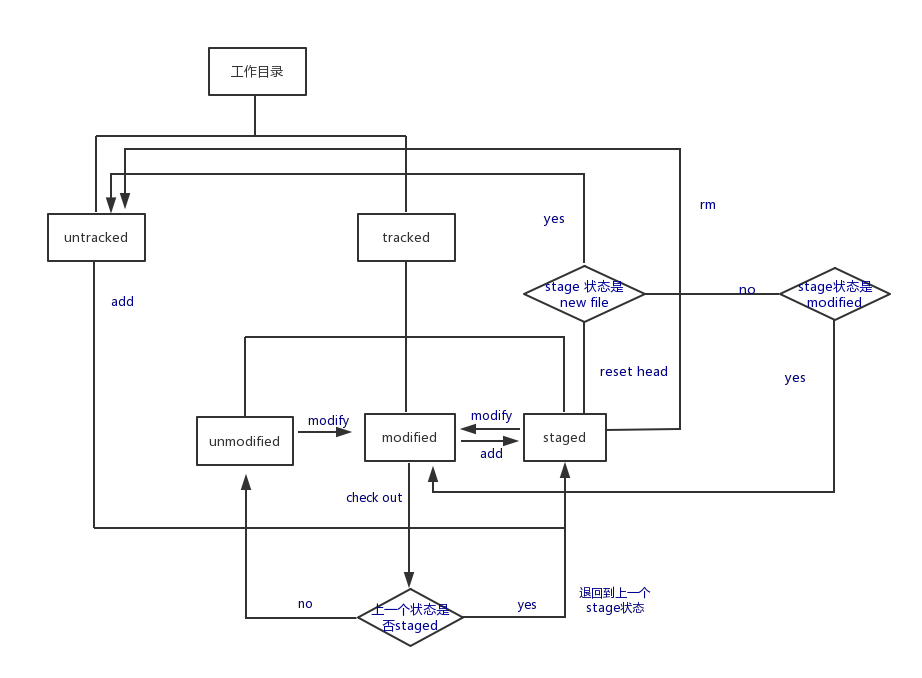 工作目录
rm
yes
untracked
tracked
stage 状态是
new file
no
stage状态是
modified
add
reset head
yes
modify
modify
unmodified
modified
staged
add
check out
退回到上一个
stage状态
no
上一个状态是
否staged
yes